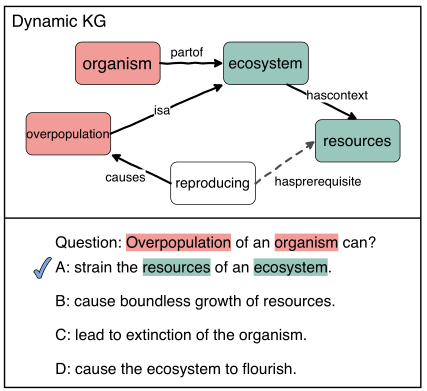 Dynamic KG
organism
partof
ecosystem
isa
hascontext
overpopulation
resources
causes
reproducing
hasprerequisite
Question: Overpopulation of an organism can?
A: strain the resources of an ecosystem.
B: cause boundless growth of resources.
C: lead to extinction of the organism.
D: cause the ecosystem to flourish.